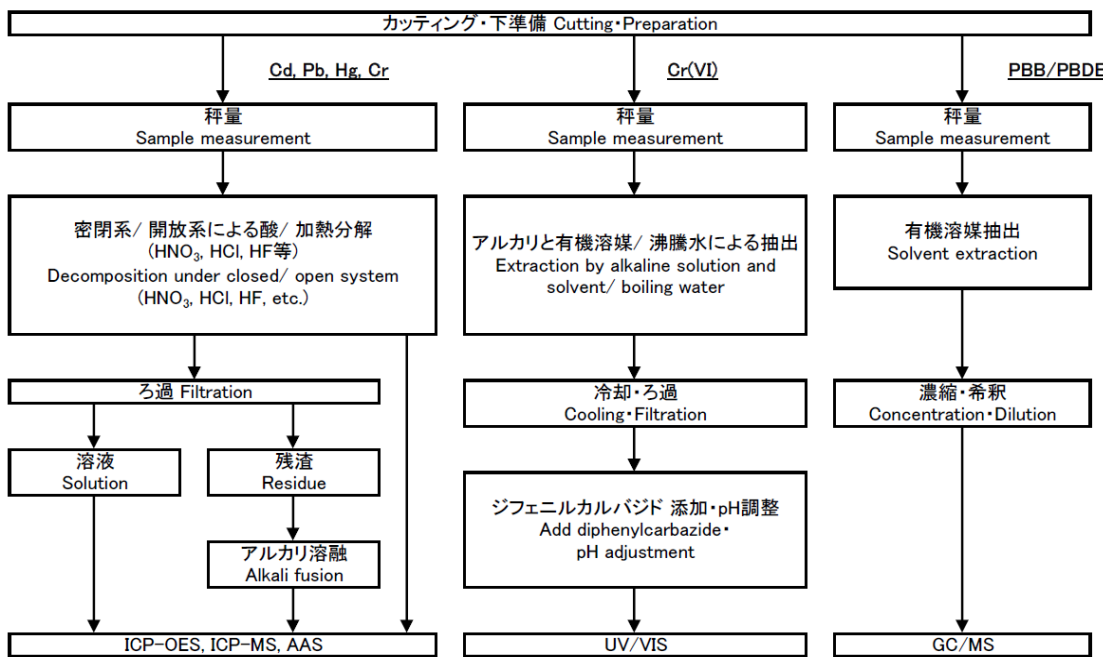 カッティング・下準備 Cutting・Preparation
Cd, Pb, Hg, Cr
Cr(VI)
PBB/PBDE
秤量
Sample measurement
秤量
Sample measurement
秤量
Sample measurement
密閉系/ 開放系による酸/ 加熱分解
(HNO₃, HCl, HF等)
Decomposition under closed/ open system
(HNO₃, HCl, HF, etc.)
アルカリと有機溶媒/ 沸騰水による抽出
Extraction by alkaline solution and
solvent/ boiling water
有機溶媒抽出
Solvent extraction
ろ過 Filtration
冷却・ろ過
Cooling・Filtration
濃縮・希釈
Concentration・Dilution
溶液
Solution
残渣
Residue
アルカリ溶融
Alkali fusion
ジフェニルカルバジド 添加・pH調整
Add diphenylcarbazide・
pH adjustment
ICP-OES, ICP-MS, AAS
UV/VIS
GC/MS